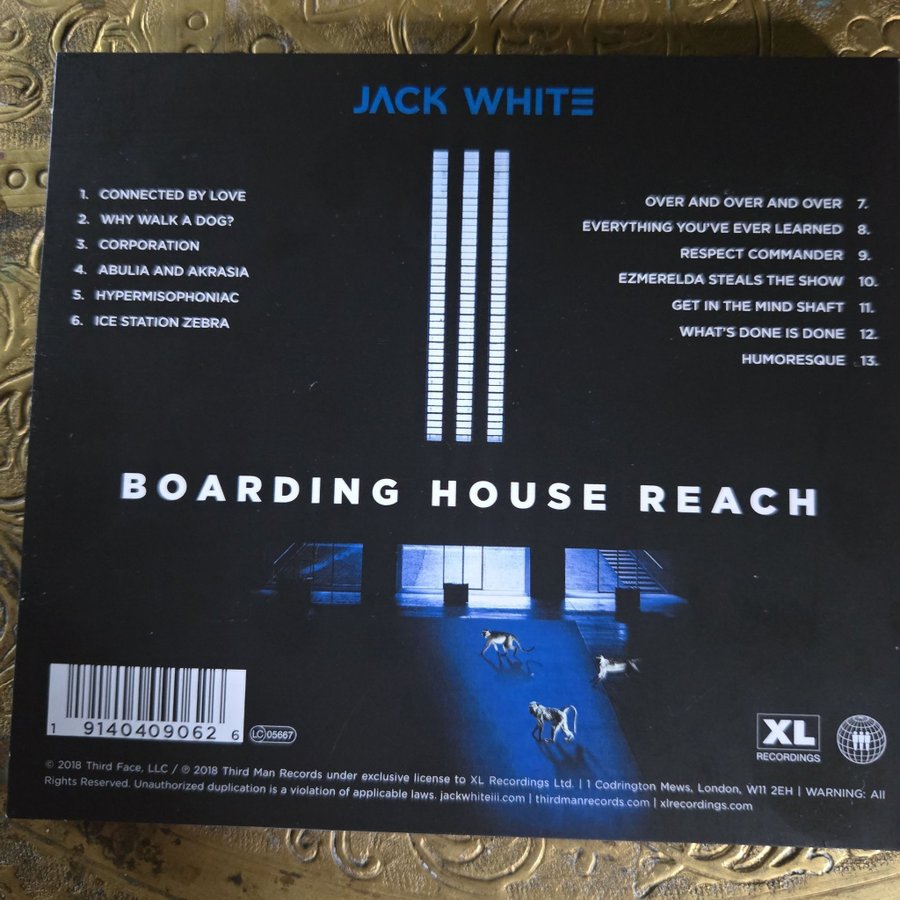 JACK WHITE
1. CONNECTED BY LOVE
2. WHY WALK A DOG?
3. CORPORATION
4. ABULIA AND AKRASIA
5. HYPERMISOPHONIAC
6. ICE STATION ZEBRA
OVER AND OVER AND OVER 7.
EVERYTHING YOU'VE EVER LEARNED 8.
RESPECT COMMANDER 9.
EZMERELDA STEALS THE SHOW 10.
GET IN THE MIND SHAFT 11.
WHAT'S DONE IS DONE 12.
HUMORESQUE 13.
BOARDING HOUSE REACH
1 9140409062 6
LC 05667
XL
RECORDINGS
© 2018 Third Face, LLC / ℗ 2018 Third Man Records under exclusive license to XL Recordings Ltd. | 1 Codrington Mews, London, W11 2EH | WARNING: All
Rights Reserved. Unauthorized duplication is a violation of applicable laws. jackwhiteiii.com | thirdmanrecords.com | xlrecordings.com